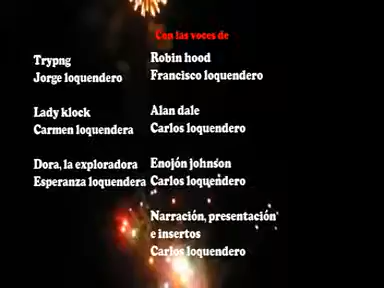 Con las voces de
Trypng
Jorge loquendero
Robin hood
Francisco loquendero
Lady klock
Carmen loquendera
Alan dale
Carlos loquendero
Dora, la exploradora
Esperanza loquendera
Enojón johnson
Carlos loquendero
Narración, presentación
e insertos
Carlos loquendero